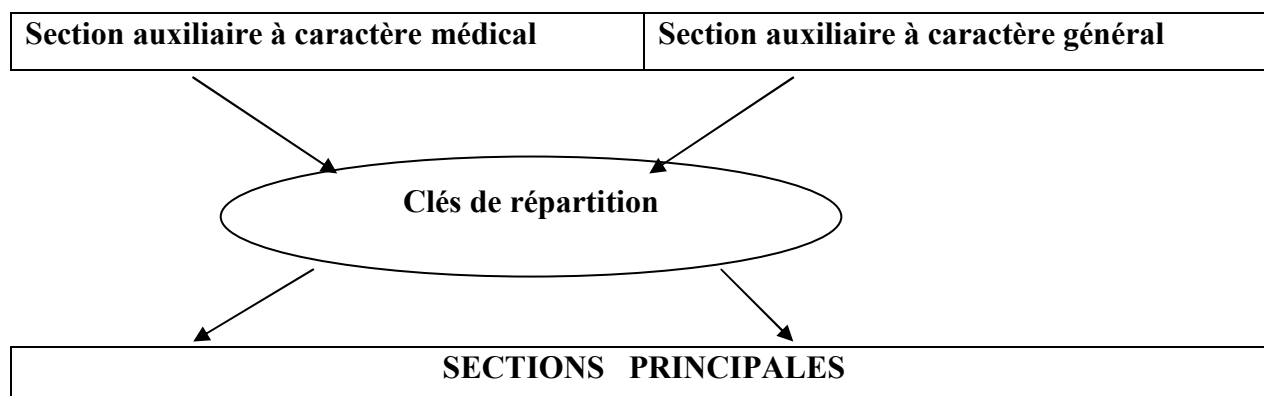 Section auxiliaire à caractère médical
Section auxiliaire à caractère général
Clés de répartition
SECTIONS PRINCIPALES